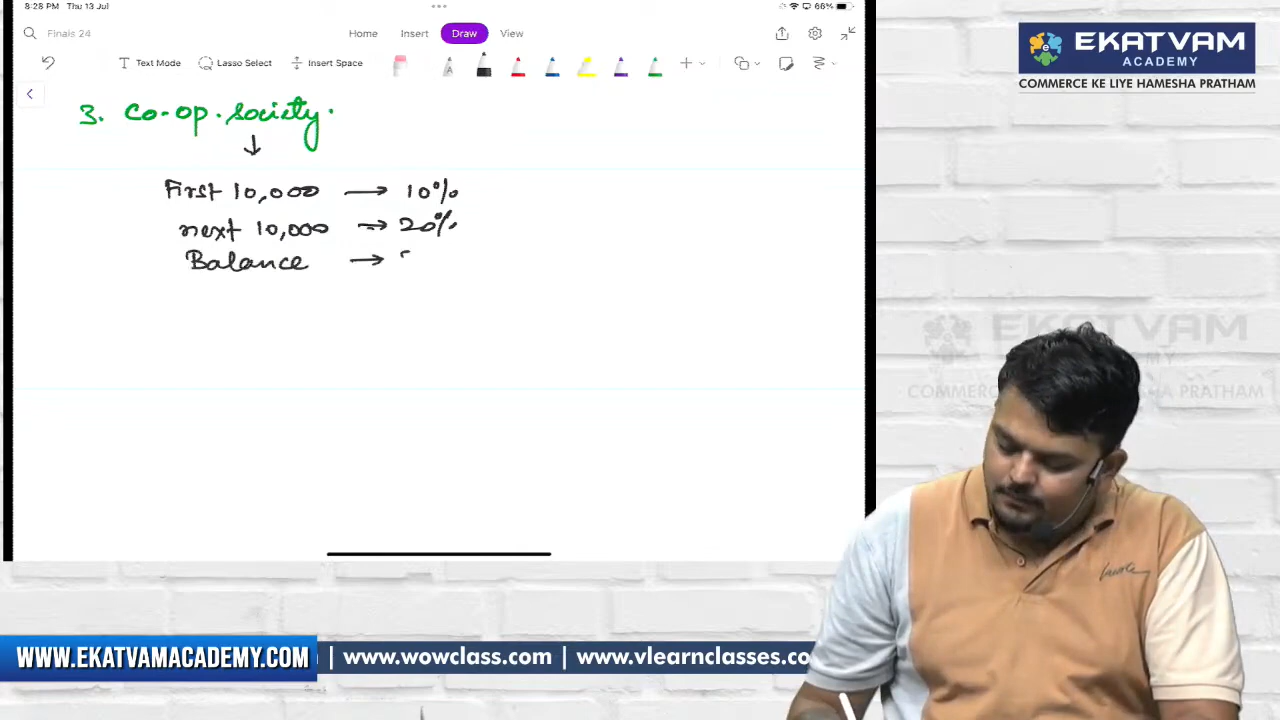 8:28 PM Thu 13 Jul
66%
Finals 24
Home Insert Draw View
Text Mode Lasso Select Insert Space
3. Co-op. society.
First 10,000 → 10%
next 10,000 → 20%
Balance →
EKATVAM
ACADEMY
COMMERCE KE LIYE HAMESHA PRATHAM
EKATVAM
WWW.EKATVAMACADEMY.COM | www.wowclass.com | www.vlearnclasses.co